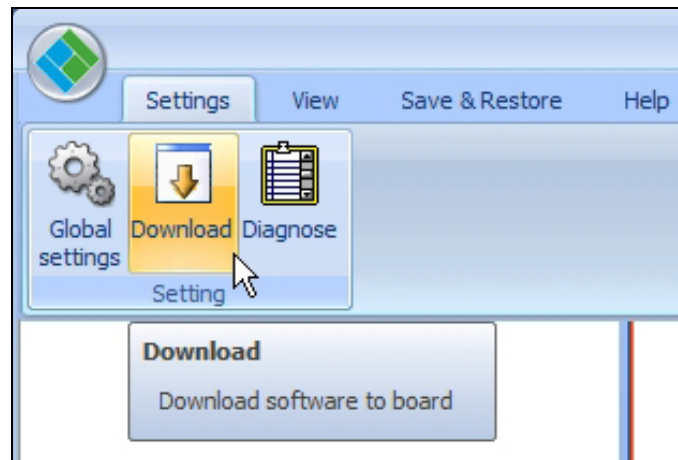 Settings View Save & Restore Help
Global settings Download Diagnose
Setting
Download
Download software to board